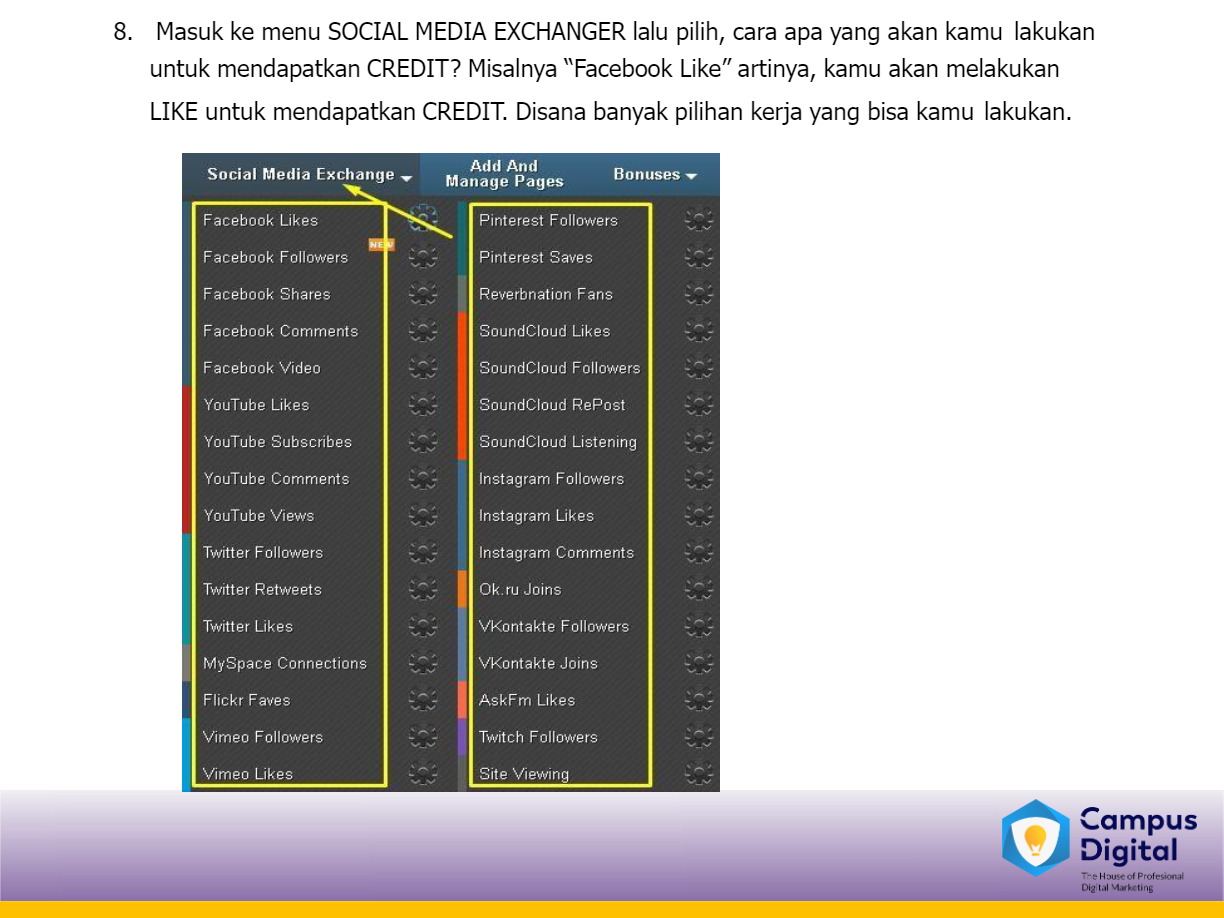 8. Masuk ke menu SOCIAL MEDIA EXCHANGER lalu pilih, cara apa yang akan kamu lakukan
untuk mendapatkan CREDIT? Misalnya “Facebook Like” artinya, kamu akan melakukan
LIKE untuk mendapatkan CREDIT. Disana banyak pilihan kerja yang bisa kamu lakukan.
Social Media Exchange
Add And
Manage Pages
Bonuses
Facebook Likes
NEW
Facebook Followers
Facebook Shares
Facebook Comments
Facebook Video
YouTube Likes
YouTube Subscribes
YouTube Comments
YouTube Views
Twitter Followers
Twitter Retweets
Twitter Likes
MySpace Connections
Flickr Faves
Vimeo Followers
Vimeo Likes
Pinterest Followers
Pinterest Saves
Reverbnation Fans
SoundCloud Likes
SoundCloud Followers
SoundCloud RePost
SoundCloud Listening
Instagram Followers
Instagram Likes
Instagram Comments
Ok.ru Joins
VKontakte Followers
VKontakte Joins
AskFm Likes
Twitch Followers
Site Viewing
Campus
Digital
The House of Profesional
Digital Marketing